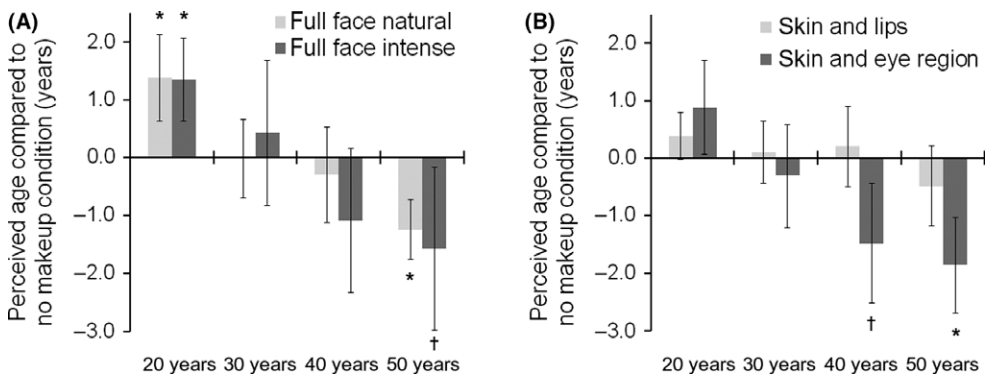 (A)
Perceived age compared to
no makeup condition (years)
2.0
1.0
0.0
–1.0
–2.0
–3.0
* *
Full face natural
Full face intense
*
†
20 years 30 years 40 years 50 years
(B)
Perceived age compared to
no makeup condition (years)
2.0
1.0
0.0
–1.0
–2.0
–3.0
Skin and lips
Skin and eye region
† *
20 years 30 years 40 years 50 years